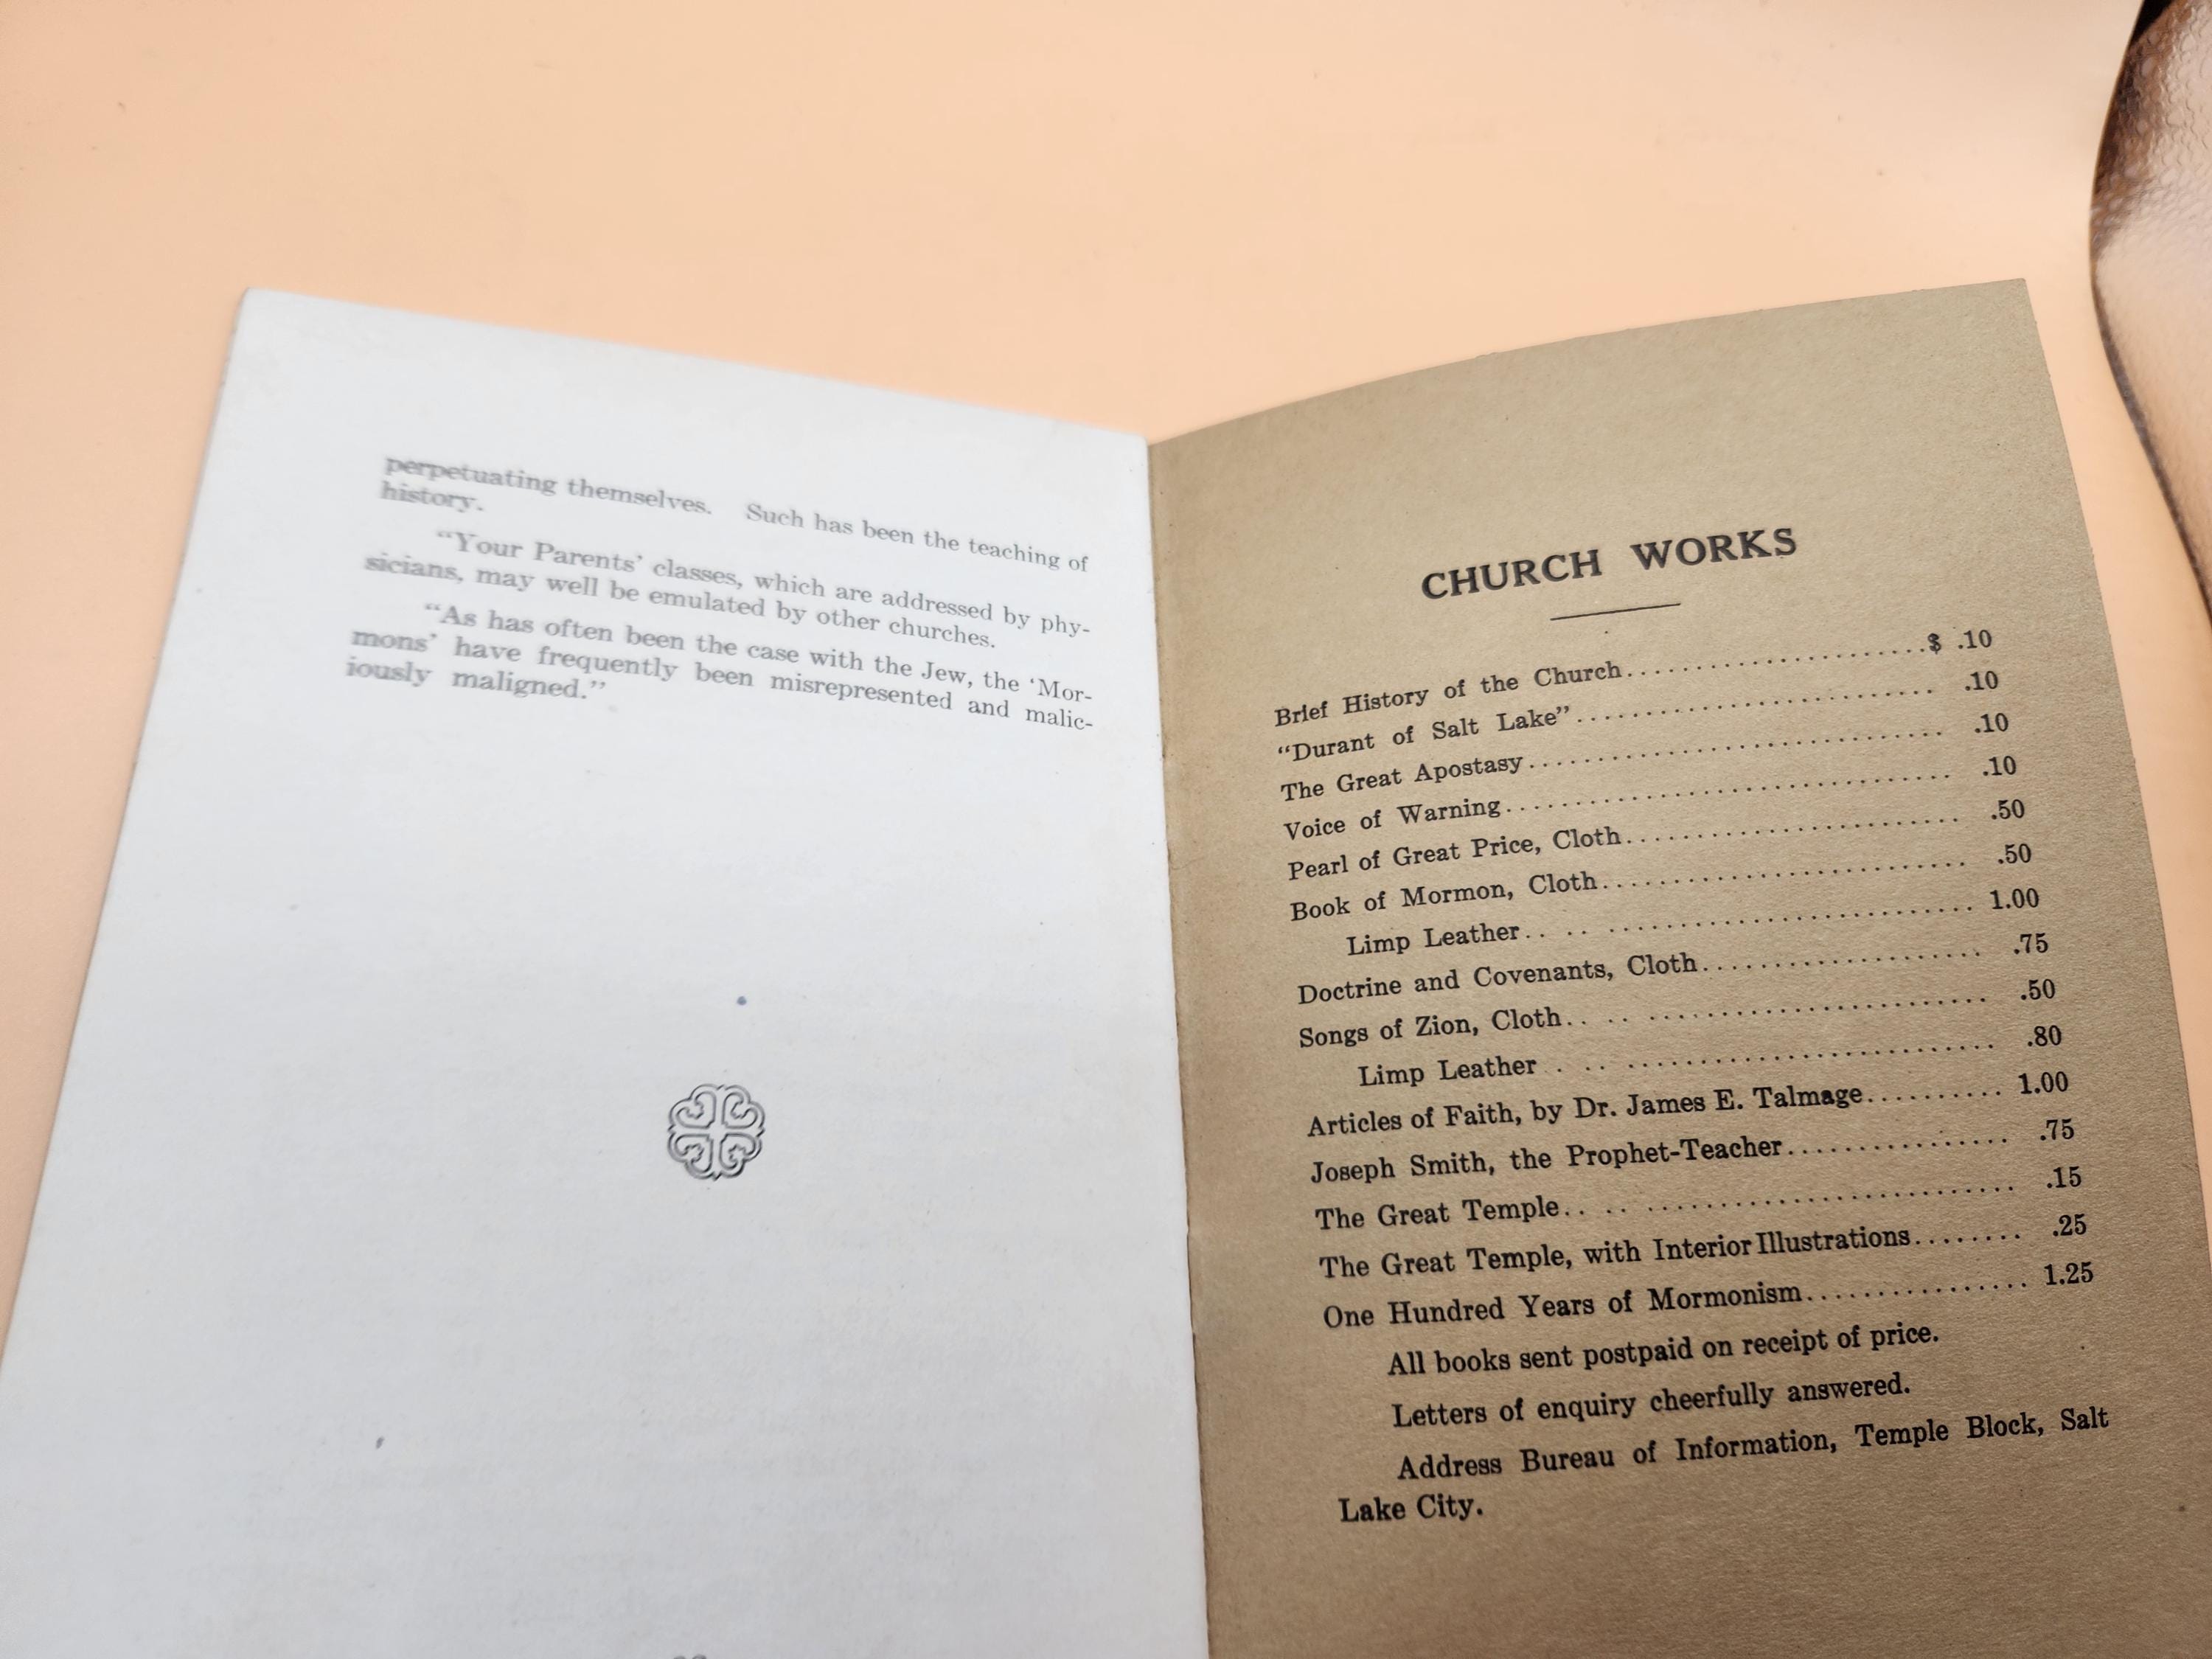 perpetuating themselves. Such has been the teaching of
history.
“Your Parents’ classes, which are addressed by phy-
sicians, may well be emulated by other churches.
“As has often been the case with the Jew, the ‘Mor-
mons’ have frequently been misrepresented and malic-
iously maligned.”
CHURCH WORKS
Brief History of the Church......................$ .10
“Durant of Salt Lake”.......................... .10
The Great Apostasy.............................. .10
Voice of Warning................................ .10
Pearl of Great Price, Cloth........................ .50
Book of Mormon, Cloth.......................... .50
Limp Leather.. .. .......................... 1.00
Doctrine and Covenants, Cloth.................... .75
Songs of Zion, Cloth.. .. ........................ .50
Limp Leather . .. .......................... .80
Articles of Faith, by Dr. James E. Talmage.......... 1.00
Joseph Smith, the Prophet-Teacher................ .75
The Great Temple.. .. .......................... .15
The Great Temple, with Interior Illustrations........ .25
One Hundred Years of Mormonism................ 1.25
All books sent postpaid on receipt of price.
Letters of enquiry cheerfully answered.
Address Bureau of Information, Temple Block, Salt
Lake City.